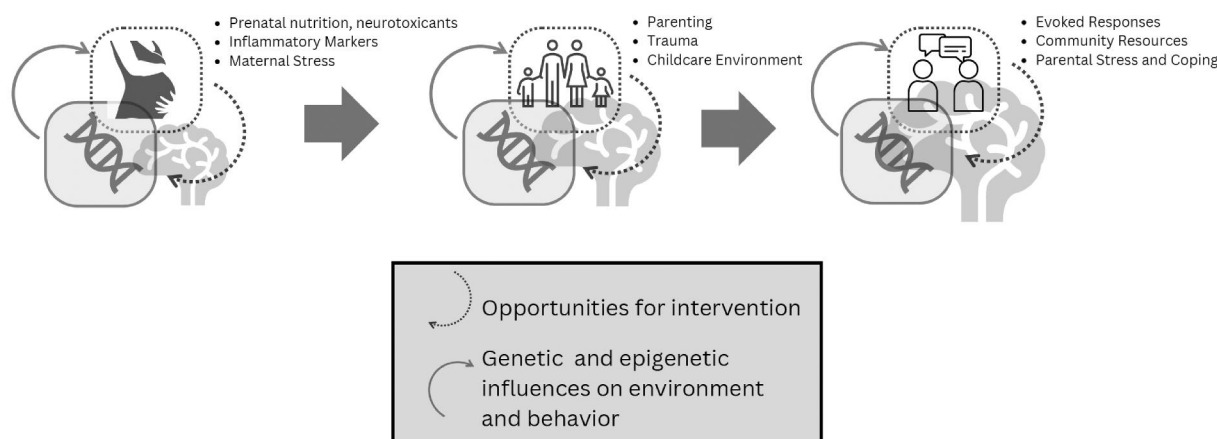 • Prenatal nutrition, neurotoxicants
• Inflammatory Markers
• Maternal Stress
• Parenting
• Trauma
• Childcare Environment
• Evoked Responses
• Community Resources
• Parental Stress and Coping
Opportunities for intervention
Genetic and epigenetic
influences on environment
and behavior